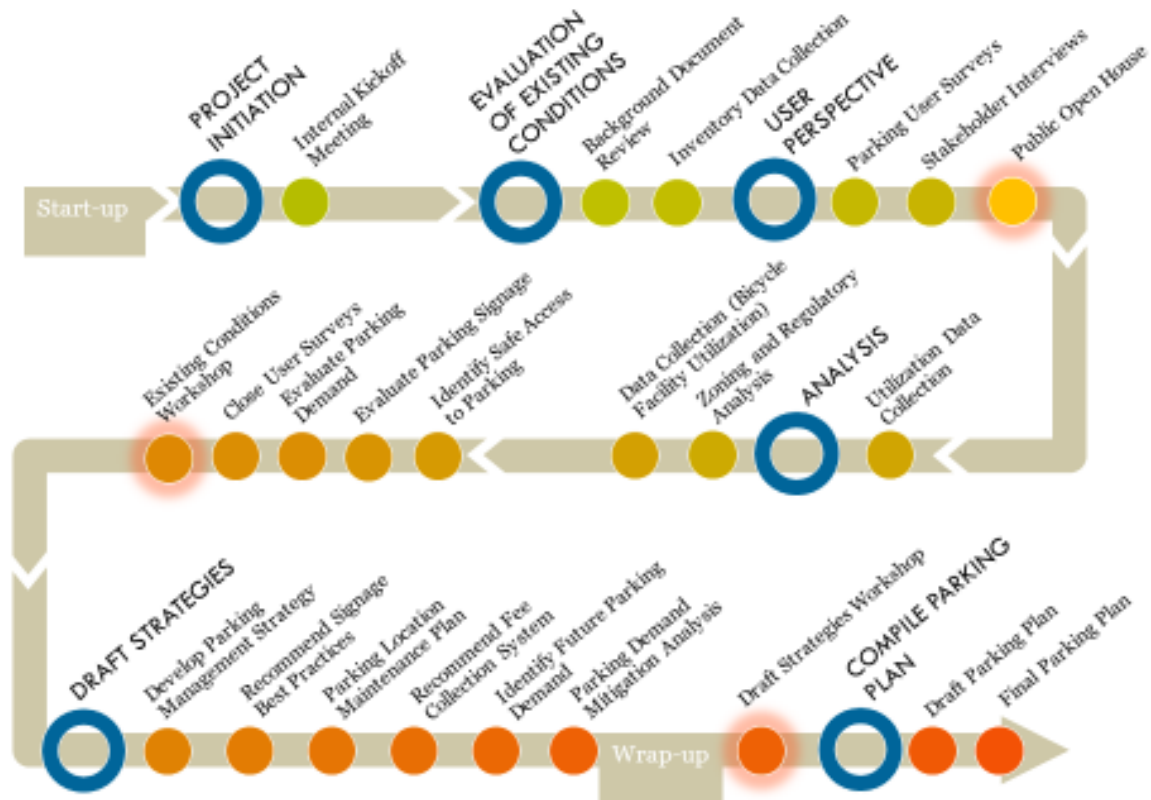 PROJECT
INITIATION
Internal Kickoff
Meeting
EVALUATION
OF EXISTING
CONDITIONS
Background Document
Review
Inventory Data Collection
USER
PERSPECTIVE
Parking User Surveys
Stakeholder Interviews
Public Open House
Start-up
Existing Conditions
Workshop
Close User Surveys
Evaluate Parking
Demand
Evaluate Parking Signage
Identify Safe Access
to Parking
Data Collection (Bicycle
Facility Utilization)
Zoning and Regulatory
Analysis
ANALYSIS
Utilization Data
Collection
DRAFT STRATEGIES
Develop Parking
Management Strategy
Recommend Signage
Best Practices
Parking Location
Maintenance Plan
Recommend Fee
Collection System
Identify Future Parking
Demand
Parking Demand
Mitigation Analysis
Wrap-up
Draft Strategies Workshop
COMPILE PARKING
PLAN
Draft Parking Plan
Final Parking Plan